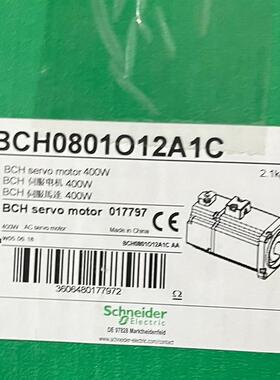 BCH0801O12A1C
BCH servo motor 400W
2.1k
BCH 伺服电机 400W
BCH 伺服馬達 400W
BCH servo motor 017797
CE
400W AC servo motor
Made in China
BCH0801O12A1C AA
3606480177972
Schneider
Electric
DE 97828 Marktheidenfeld
www.schneider-electric.com/contact